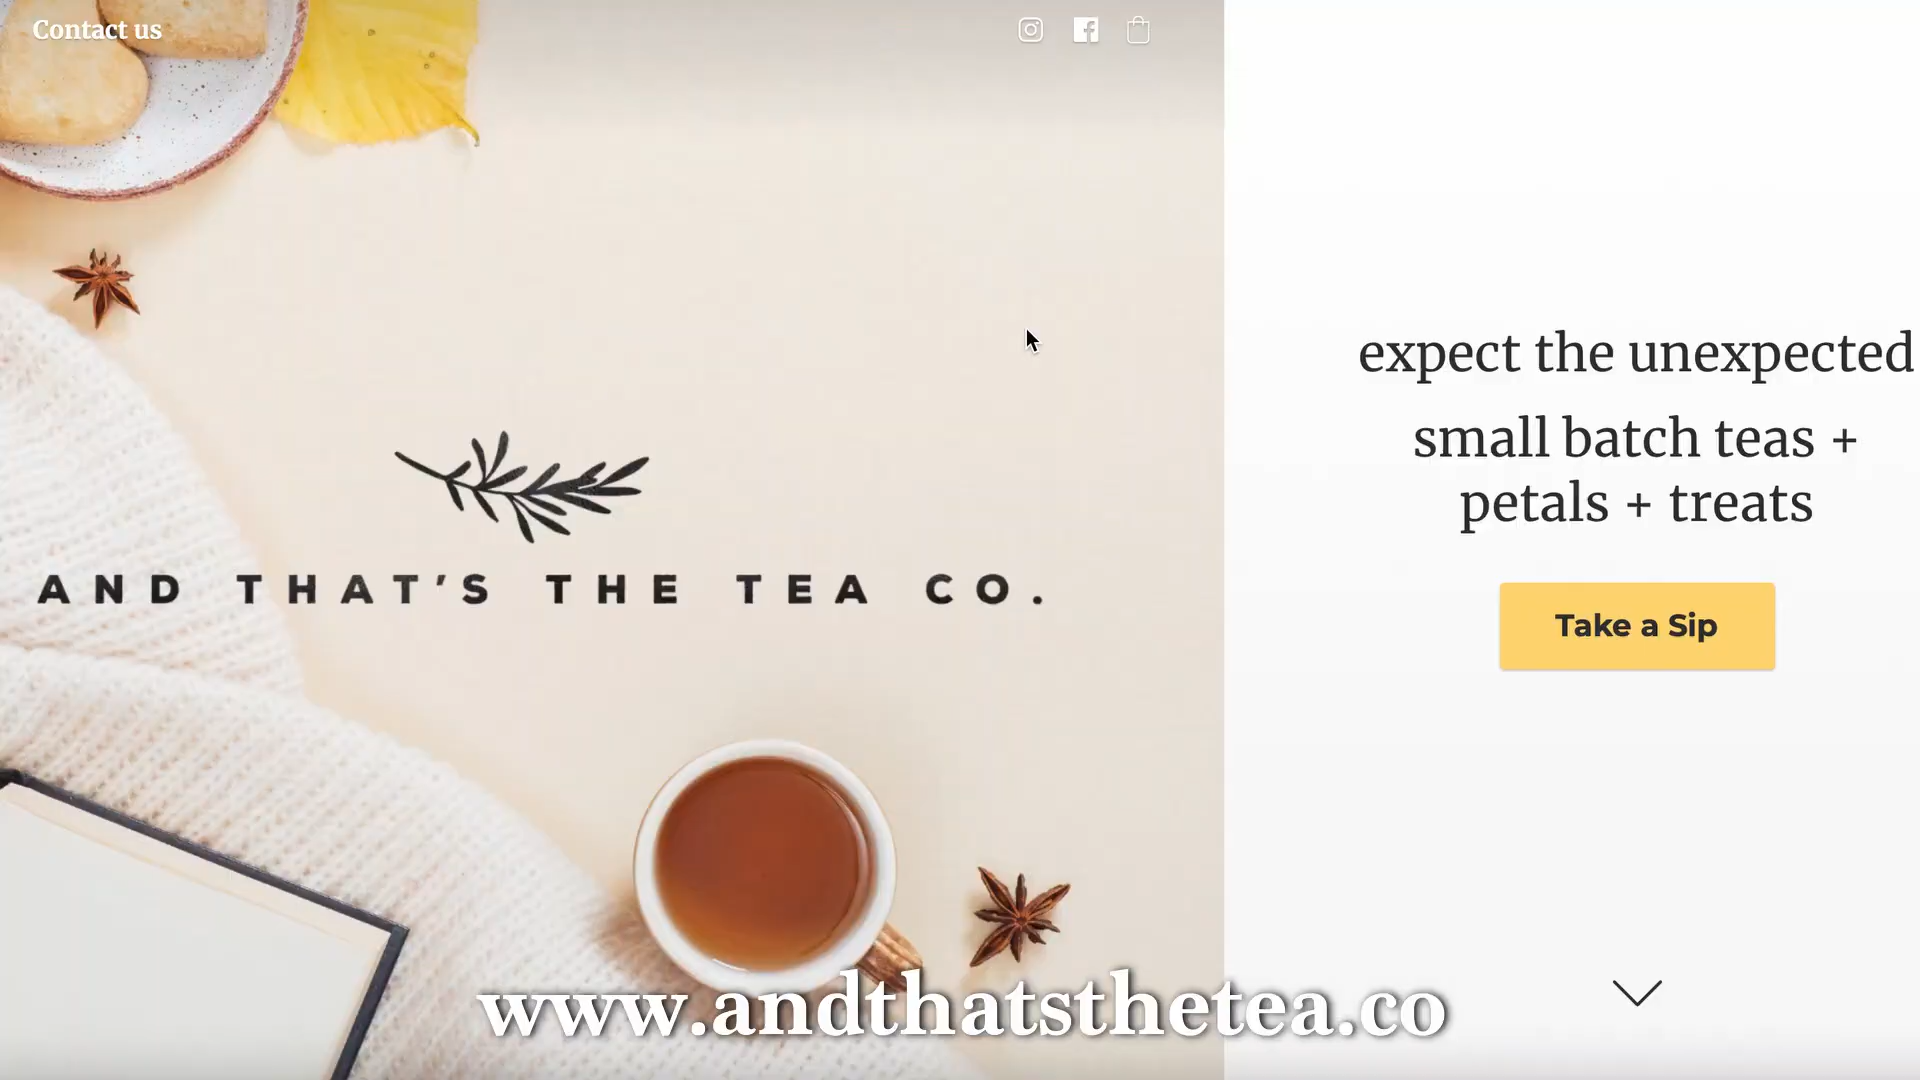 Contact us
AND THAT'S THE TEA CO.
expect the unexpected
small batch teas +
petals + treats
Take a Sip
www.andthatsthetea.co